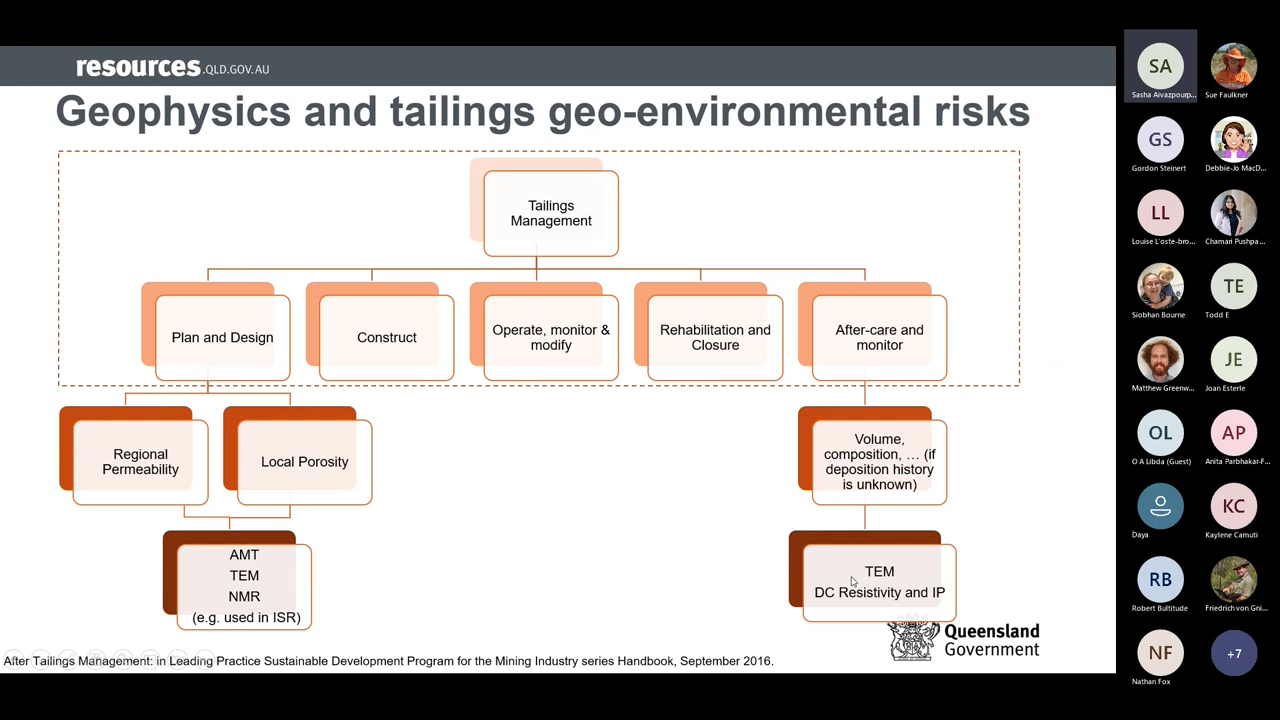 resources.QLD.GOV.AU
Geophysics and tailings geo-environmental risks
Tailings
Management
Plan and Design
Construct
Operate, monitor &
modify
Rehabilitation and
Closure
After-care and
monitor
Regional
Permeability
Local Porosity
Volume,
composition, … (if
deposition history
is unknown)
AMT
TEM
NMR
(e.g. used in ISR)
TEM
DC Resistivity and IP
Queensland
Government
After Tailings Management: in Leading Practice Sustainable Development Program for the Mining Industry series Handbook, September 2016.
SA
Sasha Aivazpourp...
Sue Faulkner
GS
Gordon Steinert
Debbie-Jo MacD...
LL
Louise L'oste-bro...
Chamari Pushpa...
Siobhan Bourne
TE
Todd E
Matthew Greenw...
JE
Joan Esterle
OL
O A Libda (Guest)
AP
Anita Parbhakar-F...
Daya
KC
Kaylene Camuti
RB
Robert Bultitude
Friedrich von Gni...
NF
Nathan Fox
+7